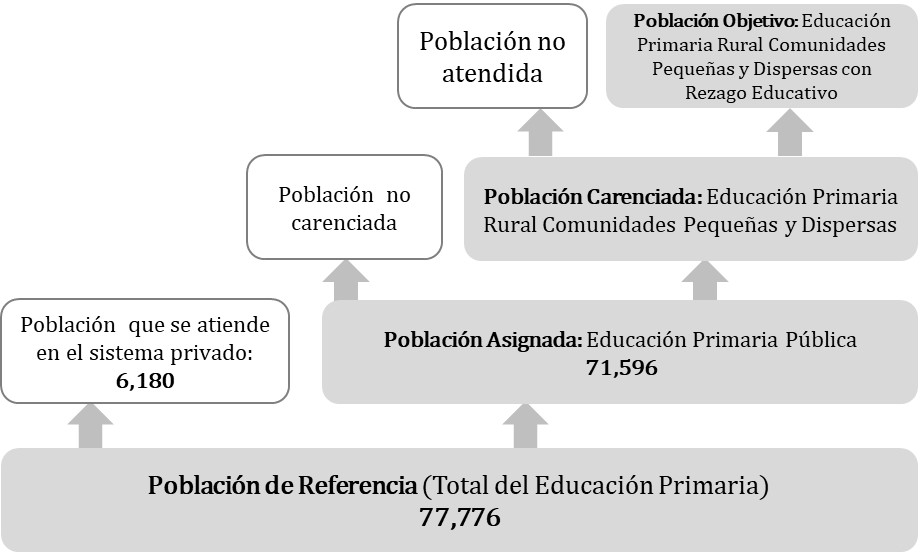 Población no
atendida
Población Objetivo: Educación
Primaria Rural Comunidades
Pequeñas y Dispersas con
Rezago Educativo
Población no
carenciada
Población Carenciada: Educación Primaria
Rural Comunidades Pequeñas y Dispersas
Población que se atiende
en el sistema privado:
6,180
Población Asignada: Educación Primaria Pública
71,596
Población de Referencia (Total del Educación Primaria)
77,776